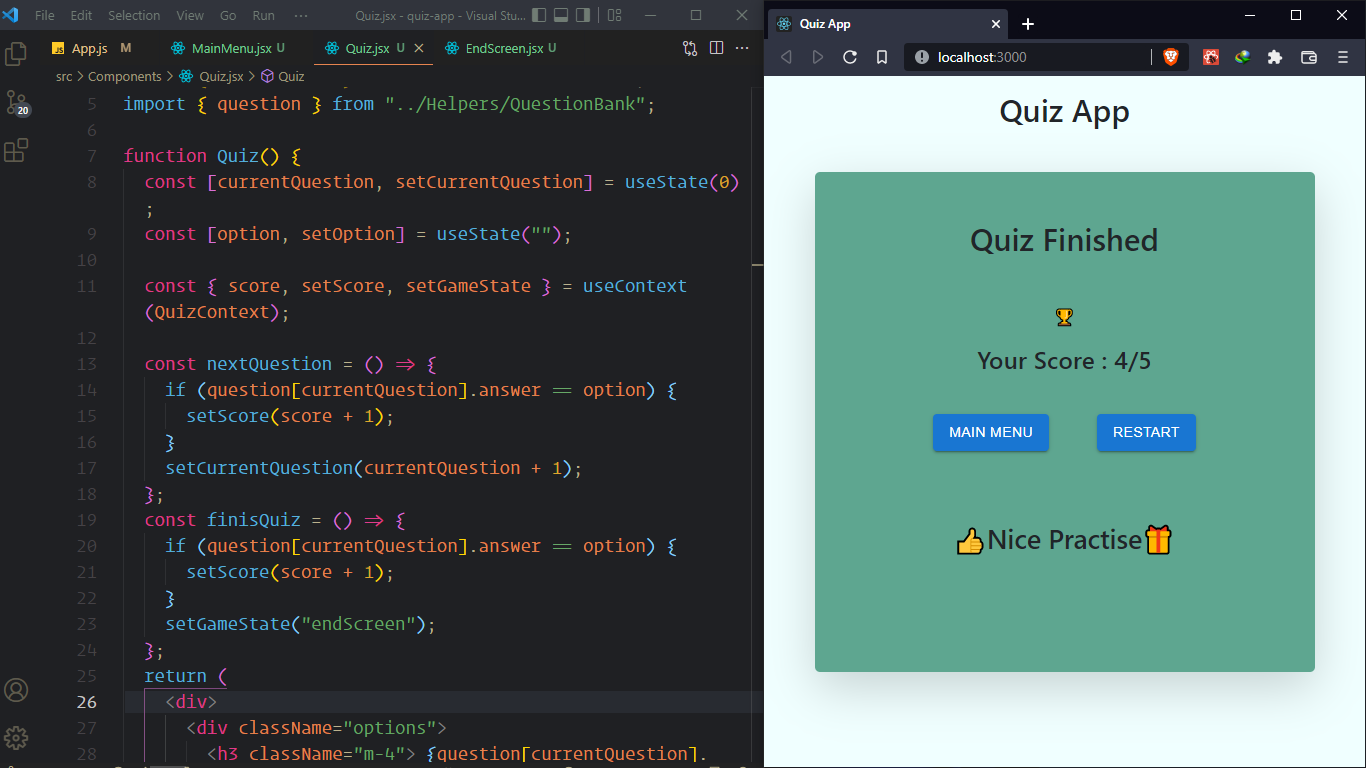 File Edit Selection View Go Run ··· Quiz.jsx - quiz-app - Visual Stu...
App.js M MainMenu.jsx U Quiz.jsx U EndScreen.jsx U
src > Components > Quiz.jsx > Quiz
5 import { question } from "../Helpers/QuestionBank";
6
7 function Quiz() {
8 const [currentQuestion, setCurrentQuestion] = useState(0)
;
9 const [option, setOption] = useState("");
10
11 const { score, setScore, setGameState } = useContext
(QuizContext);
12
13 const nextQuestion = () => {
14 if (question[currentQuestion].answer == option) {
15 setScore(score + 1);
16 }
17 setCurrentQuestion(currentQuestion + 1);
18 };
19 const finisQuiz = () => {
20 if (question[currentQuestion].answer == option) {
21 setScore(score + 1);
22 }
23 setGameState("endScreen");
24 };
25 return (
26 <div>
27 <div className="options">
28 <h3 className="m-4"> {question[currentQuestion].
20
Quiz App
localhost:3000
Quiz App
Quiz Finished
🏆
Your Score : 4/5
MAIN MENU RESTART
👍Nice Practise🎁